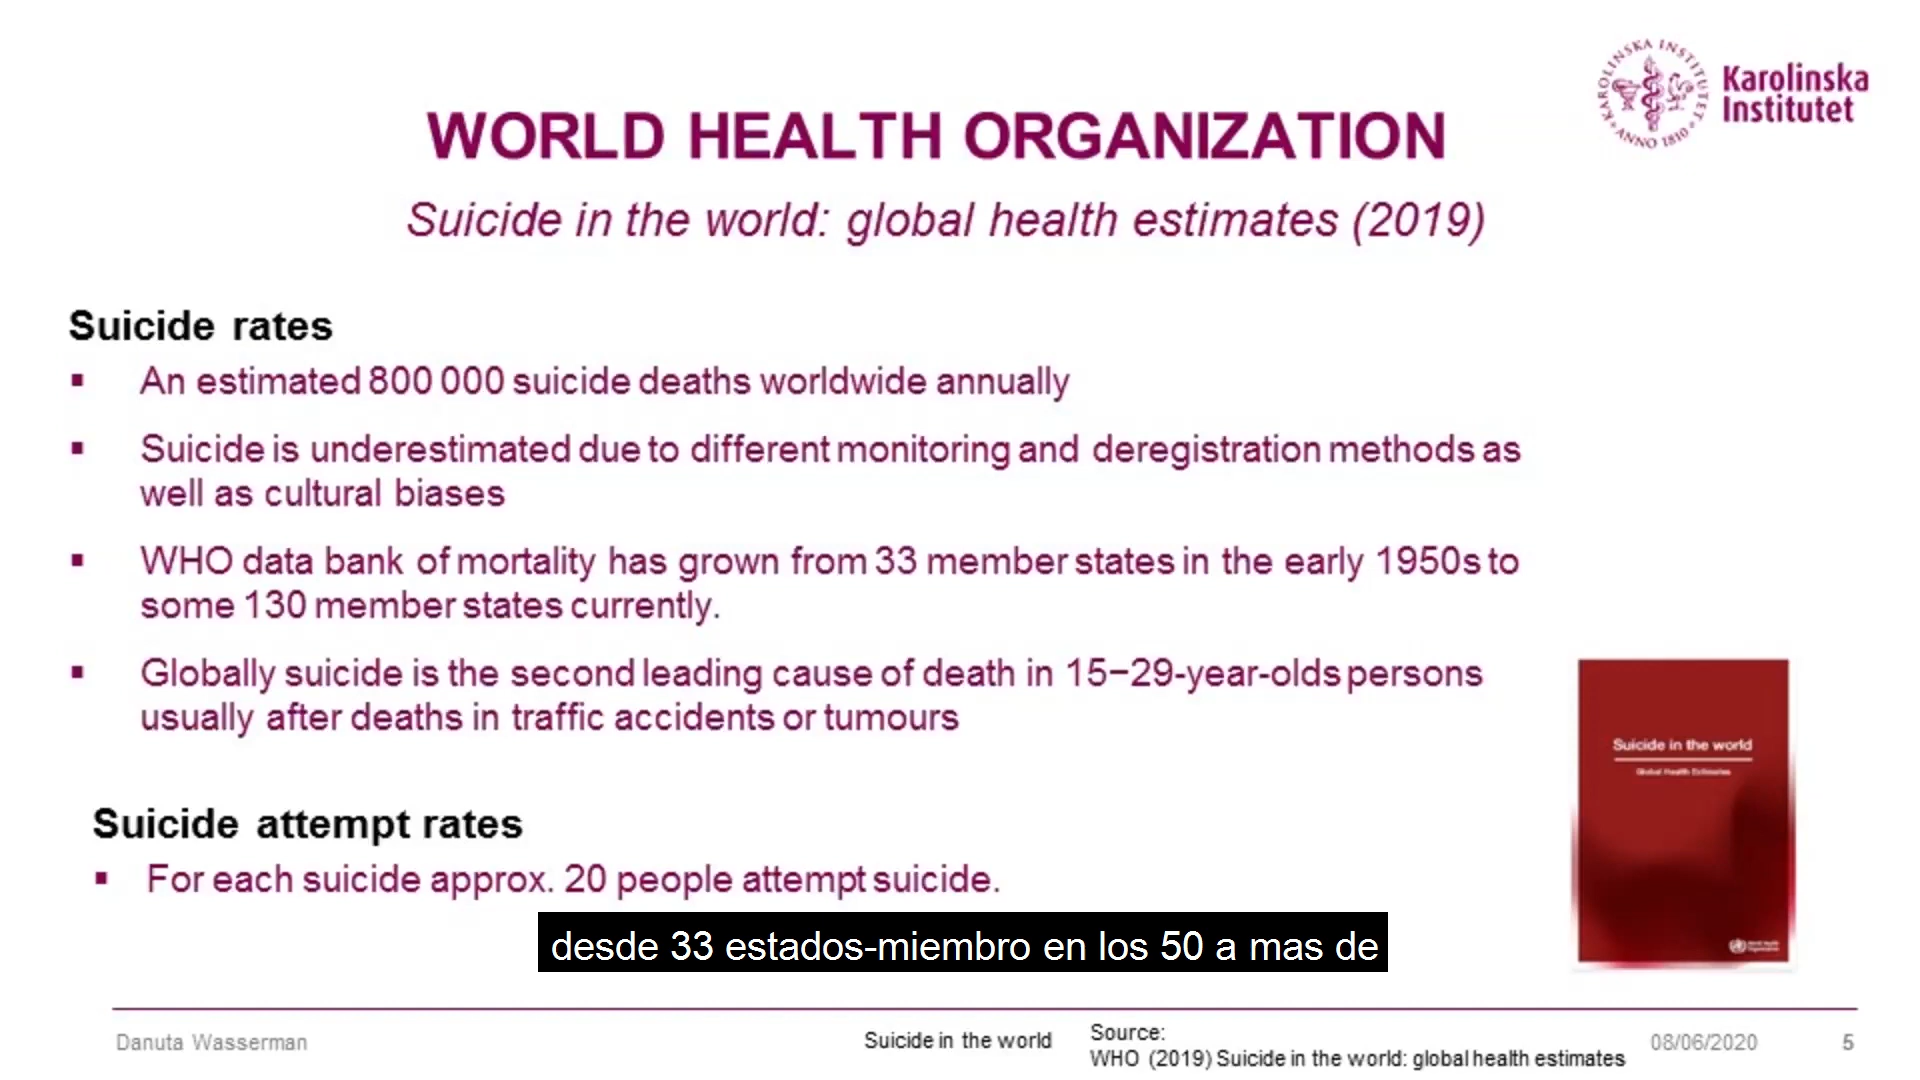 KAROLINSKA INSTITUTET
ANNO 1810
Karolinska
Institutet
WORLD HEALTH ORGANIZATION
Suicide in the world: global health estimates (2019)
Suicide rates
▪ An estimated 800 000 suicide deaths worldwide annually
▪ Suicide is underestimated due to different monitoring and deregistration methods as
well as cultural biases
▪ WHO data bank of mortality has grown from 33 member states in the early 1950s to
some 130 member states currently.
▪ Globally suicide is the second leading cause of death in 15−29-year-olds persons
usually after deaths in traffic accidents or tumours
Suicide in the world
Global Health Estimates
World Health
Organization
Suicide attempt rates
▪ For each suicide approx. 20 people attempt suicide.
desde 33 estados-miembro en los 50 a mas de
Danuta Wasserman
Suicide in the world
Source:
WHO (2019) Suicide in the world: global health estimates
08/06/2020
5